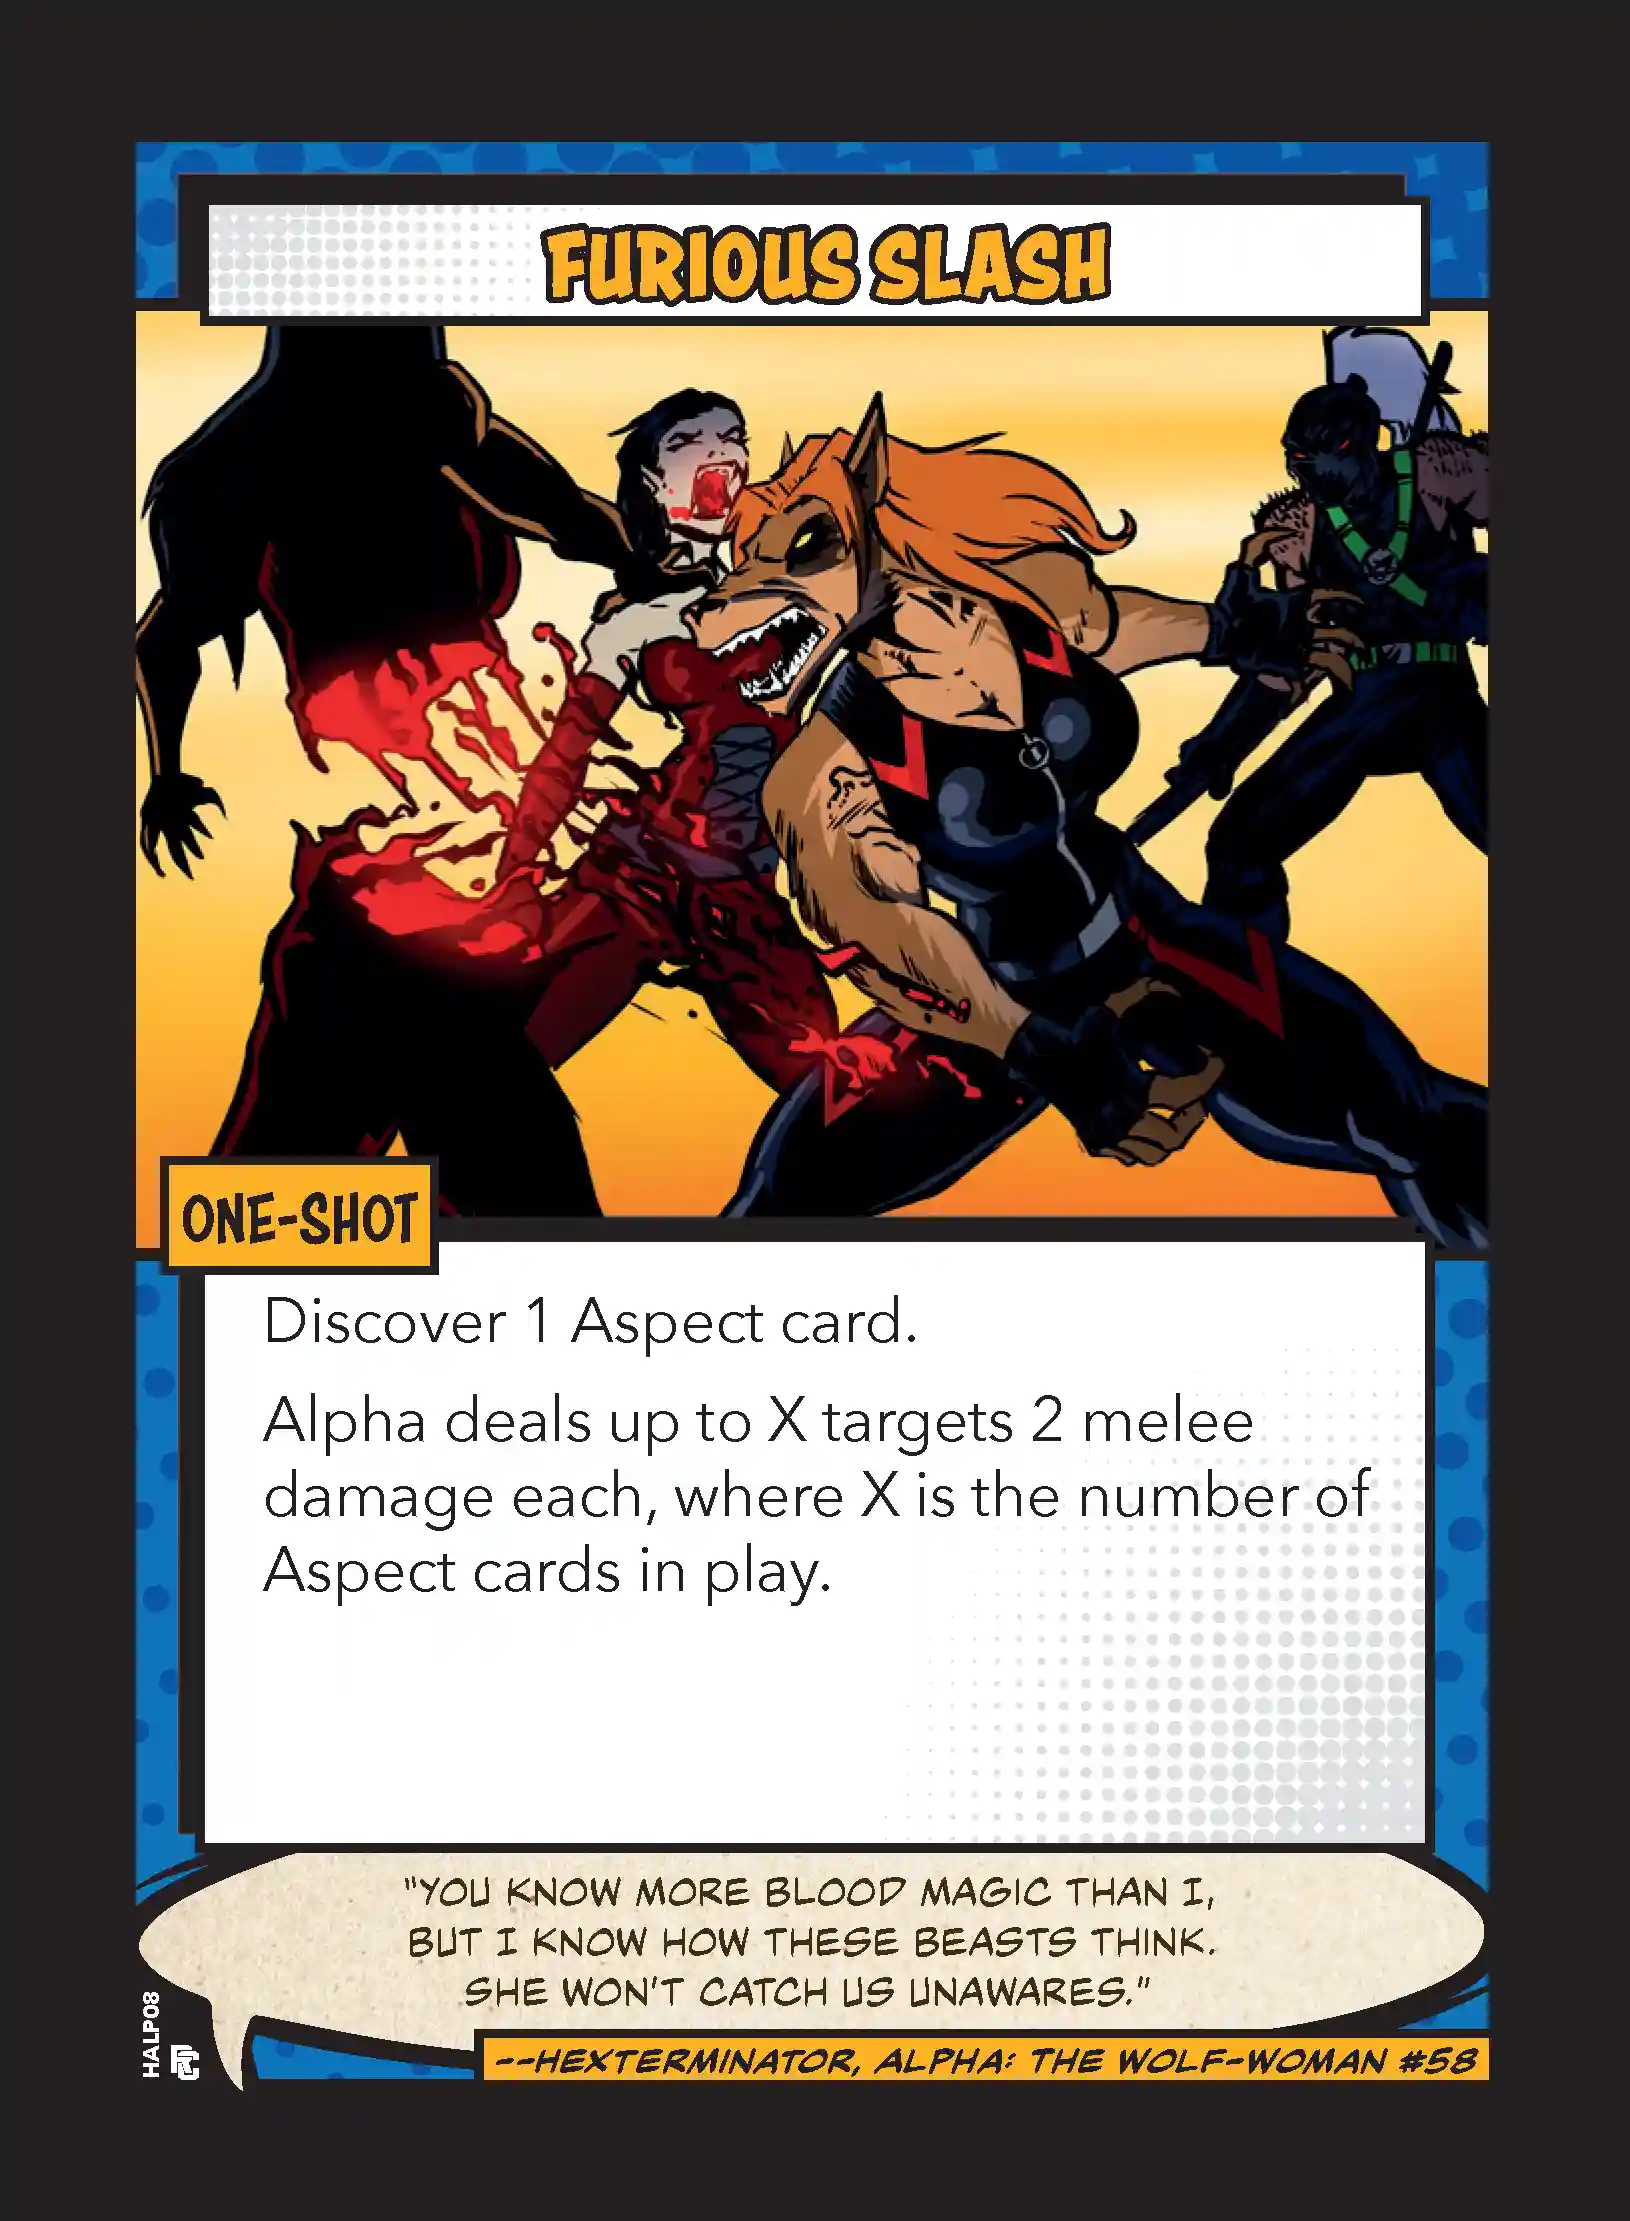 FURIOUS SLASH
ONE-SHOT
Discover 1 Aspect card.
Alpha deals up to X targets 2 melee
damage each, where X is the number of
Aspect cards in play.
"YOU KNOW MORE BLOOD MAGIC THAN I,
BUT I KNOW HOW THESE BEASTS THINK.
SHE WON'T CATCH US UNAWARES."
--HEXTERMINATOR, ALPHA: THE WOLF-WOMAN #58
HALP08